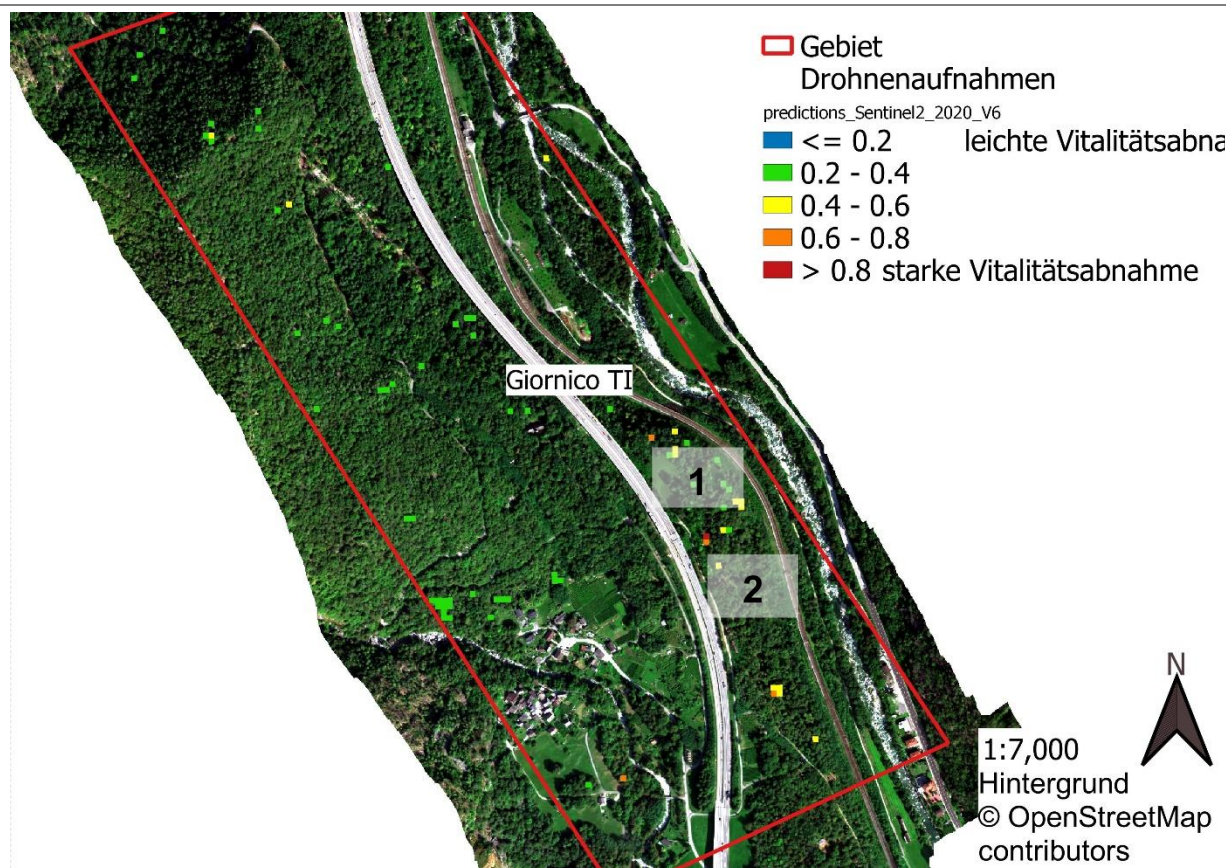 Gebiet
Drohnenaufnahmen
predictions_Sentinel2_2020_V6
<= 0.2 leichte Vitalitätsabna
0.2 - 0.4
0.4 - 0.6
0.6 - 0.8
> 0.8 starke Vitalitätsabnahme
Giornico TI
1
2
N
1:7,000
Hintergrund
© OpenStreetMap
contributors